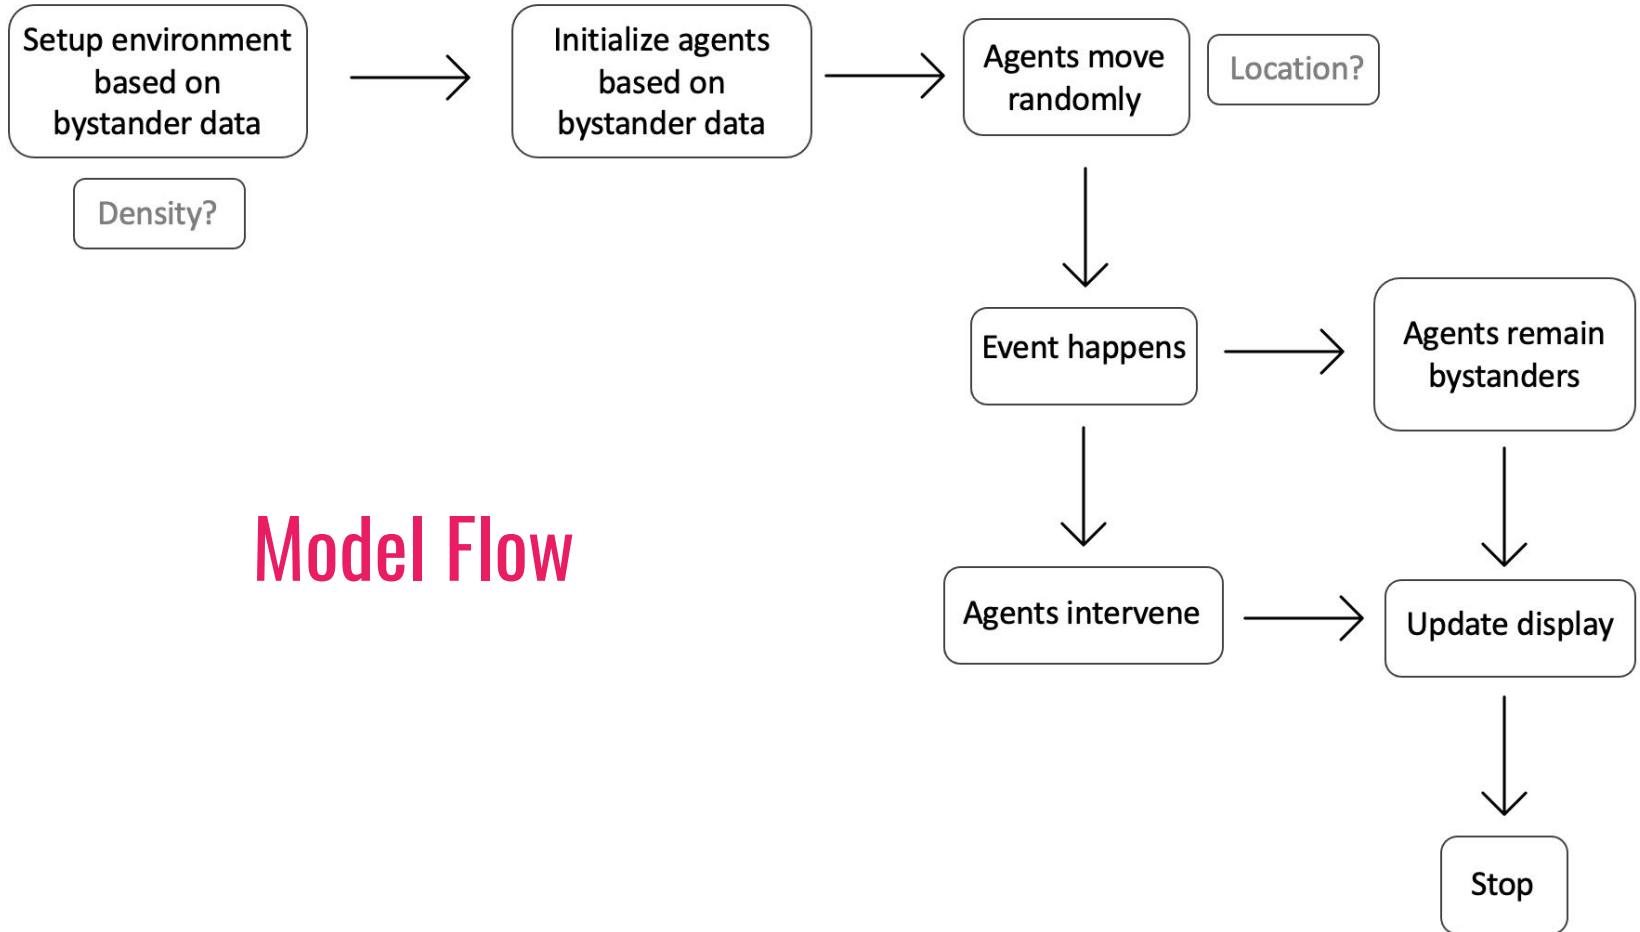 Setup environment
based on
bystander data
Density?
Initialize agents
based on
bystander data
Agents move
randomly
Location?
Event happens
Agents remain
bystanders
Model Flow
Agents intervene
Update display
Stop